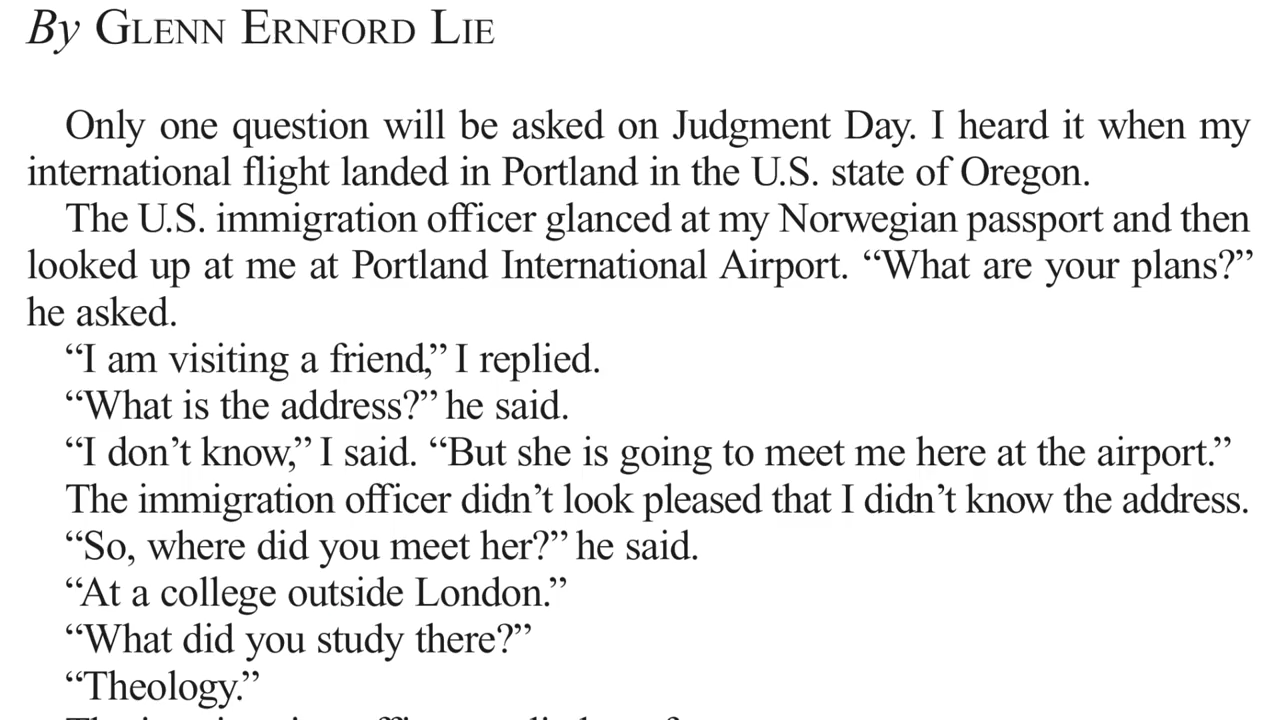 By GLENN ERNFORD LIE
Only one question will be asked on Judgment Day. I heard it when my
international flight landed in Portland in the U.S. state of Oregon.
The U.S. immigration officer glanced at my Norwegian passport and then
looked up at me at Portland International Airport. “What are your plans?”
he asked.
“I am visiting a friend,” I replied.
“What is the address?” he said.
“I don’t know,” I said. “But she is going to meet me here at the airport.”
The immigration officer didn’t look pleased that I didn’t know the address.
“So, where did you meet her?” he said.
“At a college outside London.”
“What did you study there?”
“Theology.”